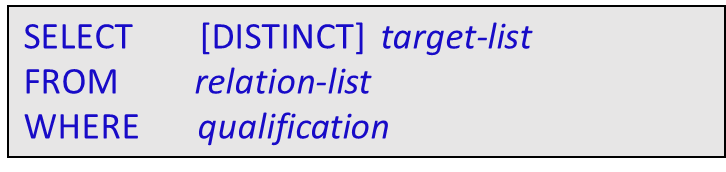 SELECT [DISTINCT] target-list
FROM relation-list
WHERE qualification